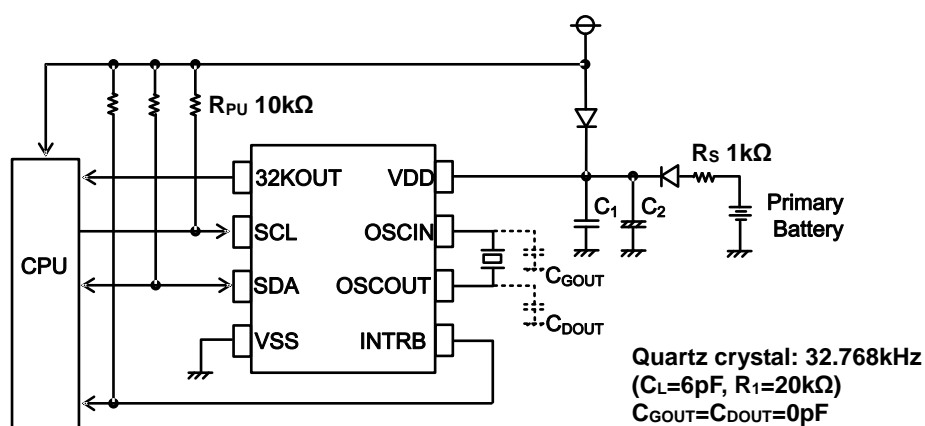 RPU 10kΩ
RS 1kΩ
32KOUT
VDD
C1
C2
Primary
Battery
SCL
OSCIN
CPU
CGOUT
SDA
OSCOUT
CDOUT
VSS
INTRB
Quartz crystal: 32.768kHz
(CL=6pF, R1=20kΩ)
CGOUT=CDOUT=0pF